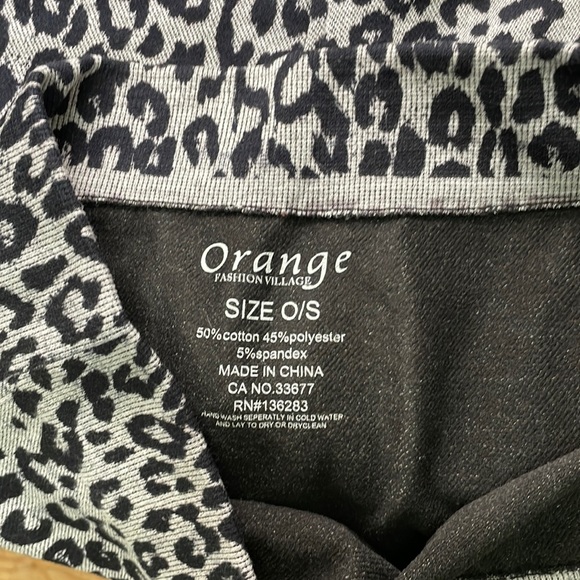 Orange
FASHION VILLAGE
SIZE O/S
50%cotton 45%polyester
5%spandex
MADE IN CHINA
CA NO.33677
RN#136283
HAND WASH SEPERATLY IN COLD WATER
AND LAY TO DRY OR DRYCLEAN